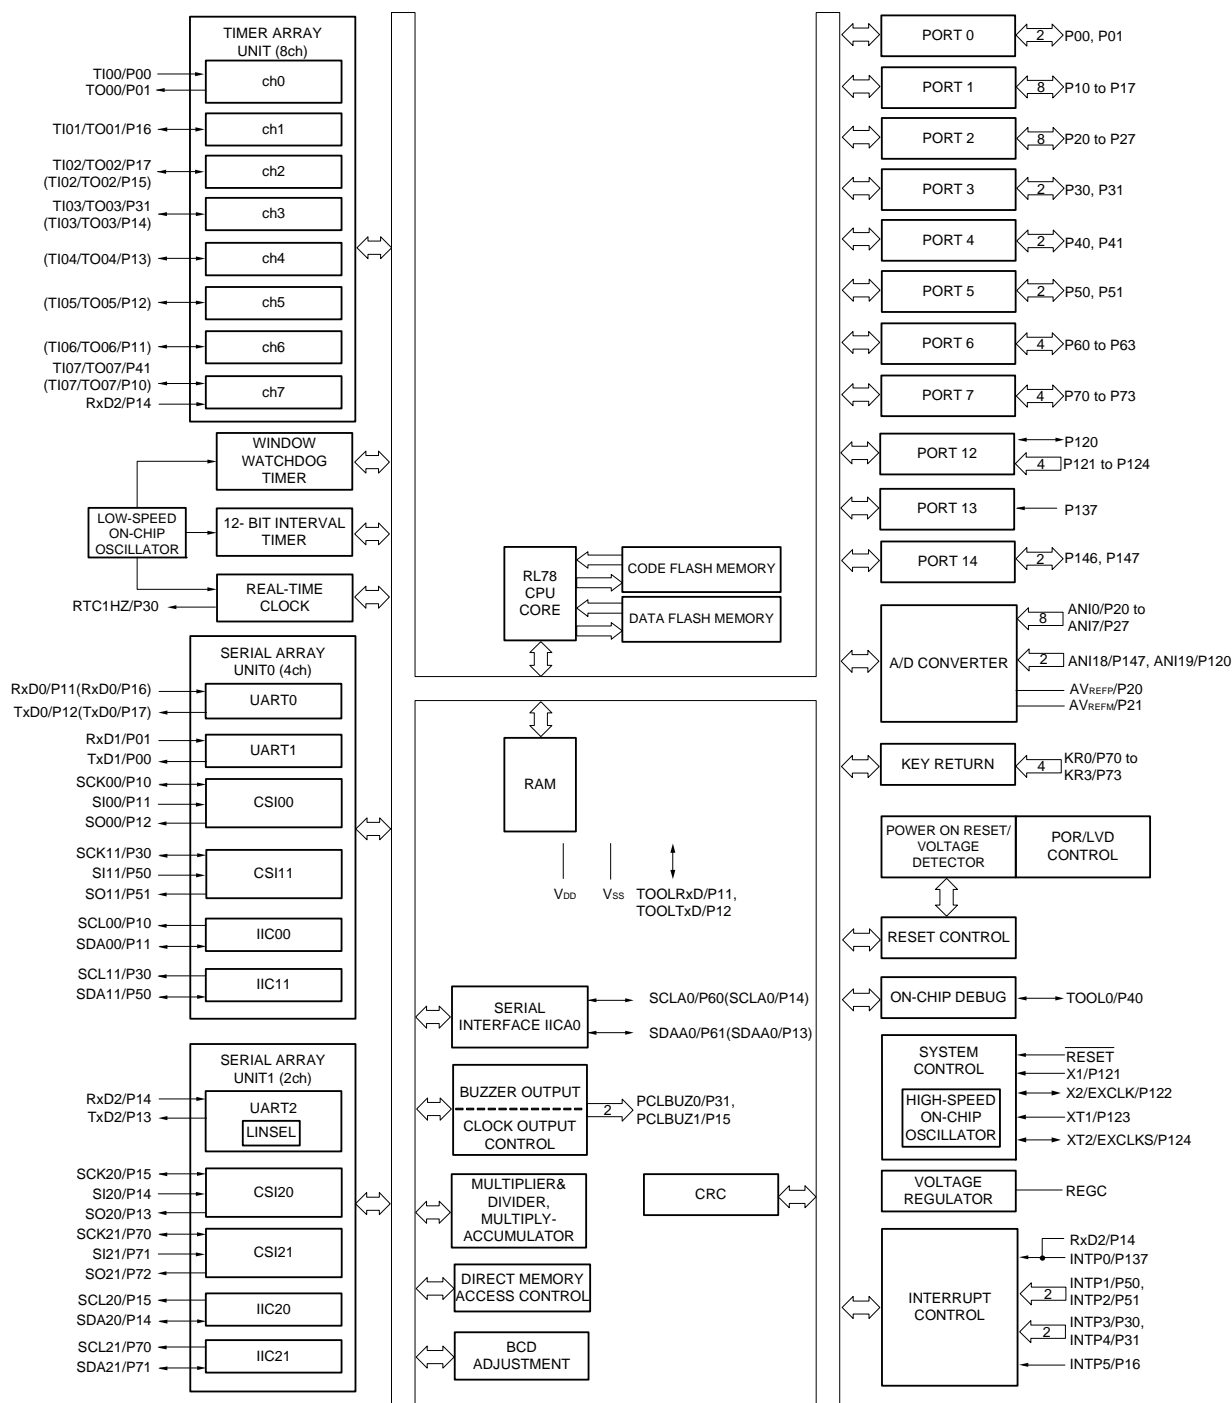 TIMER ARRAY
UNIT (8ch)
TI00/P00
TO00/P01
ch0
TI01/TO01/P16
ch1
TI02/TO02/P17
(TI02/TO02/P15)
ch2
TI03/TO03/P31
(TI03/TO03/P14)
ch3
(TI04/TO04/P13)
ch4
(TI05/TO05/P12)
ch5
(TI06/TO06/P11)
ch6
TI07/TO07/P41
(TI07/TO07/P10)
RxD2/P14
ch7
WINDOW
WATCHDOG
TIMER
LOW-SPEED
ON-CHIP
OSCILLATOR
12- BIT INTERVAL
TIMER
REAL-TIME
CLOCK
RTC1HZ/P30
SERIAL ARRAY
UNIT0 (4ch)
RxD0/P11(RxD0/P16)
TxD0/P12(TxD0/P17)
UART0
RxD1/P01
TxD1/P00
UART1
SCK00/P10
SI00/P11
SO00/P12
CSI00
SCK11/P30
SI11/P50
SO11/P51
CSI11
SCL00/P10
SDA00/P11
IIC00
SCL11/P30
SDA11/P50
IIC11
SERIAL ARRAY
UNIT1 (2ch)
RxD2/P14
TxD2/P13
UART2
LINSEL
SCK20/P15
SI20/P14
SO20/P13
CSI20
SCK21/P70
SI21/P71
SO21/P72
CSI21
SCL20/P15
SDA20/P14
IIC20
SCL21/P70
SDA21/P71
IIC21
RL78
CPU
CORE
CODE FLASH MEMORY
DATA FLASH MEMORY
RAM
VDD
VSS
TOOLRxD/P11,
TOOLTxD/P12
SERIAL
INTERFACE IICA0
SCLA0/P60(SCLA0/P14)
SDAA0/P61(SDAA0/P13)
BUZZER OUTPUT
CLOCK OUTPUT
CONTROL
2
PCLBUZ0/P31,
PCLBUZ1/P15
MULTIPLIER&
DIVIDER,
MULTIPLY-
ACCUMULATOR
CRC
DIRECT MEMORY
ACCESS CONTROL
BCD
ADJUSTMENT
PORT 0
2
P00, P01
PORT 1
8
P10 to P17
PORT 2
8
P20 to P27
PORT 3
2
P30, P31
PORT 4
2
P40, P41
PORT 5
2
P50, P51
PORT 6
4
P60 to P63
PORT 7
4
P70 to P73
PORT 12
P120
4
P121 to P124
PORT 13
P137
PORT 14
2
P146, P147
A/D CONVERTER
8
ANI0/P20 to
ANI7/P27
2
ANI18/P147, ANI19/P120
AVREFP/P20
AVREFM/P21
KEY RETURN
4
KR0/P70 to
KR3/P73
POWER ON RESET/
VOLTAGE
DETECTOR
POR/LVD
CONTROL
RESET CONTROL
ON-CHIP DEBUG
TOOL0/P40
SYSTEM
CONTROL
HIGH-SPEED
ON-CHIP
OSCILLATOR
RESET
X1/P121
X2/EXCLK/P122
XT1/P123
XT2/EXCLKS/P124
VOLTAGE
REGULATOR
REGC
INTERRUPT
CONTROL
RxD2/P14
INTP0/P137
2
INTP1/P50,
INTP2/P51
2
INTP3/P30,
INTP4/P31
INTP5/P16